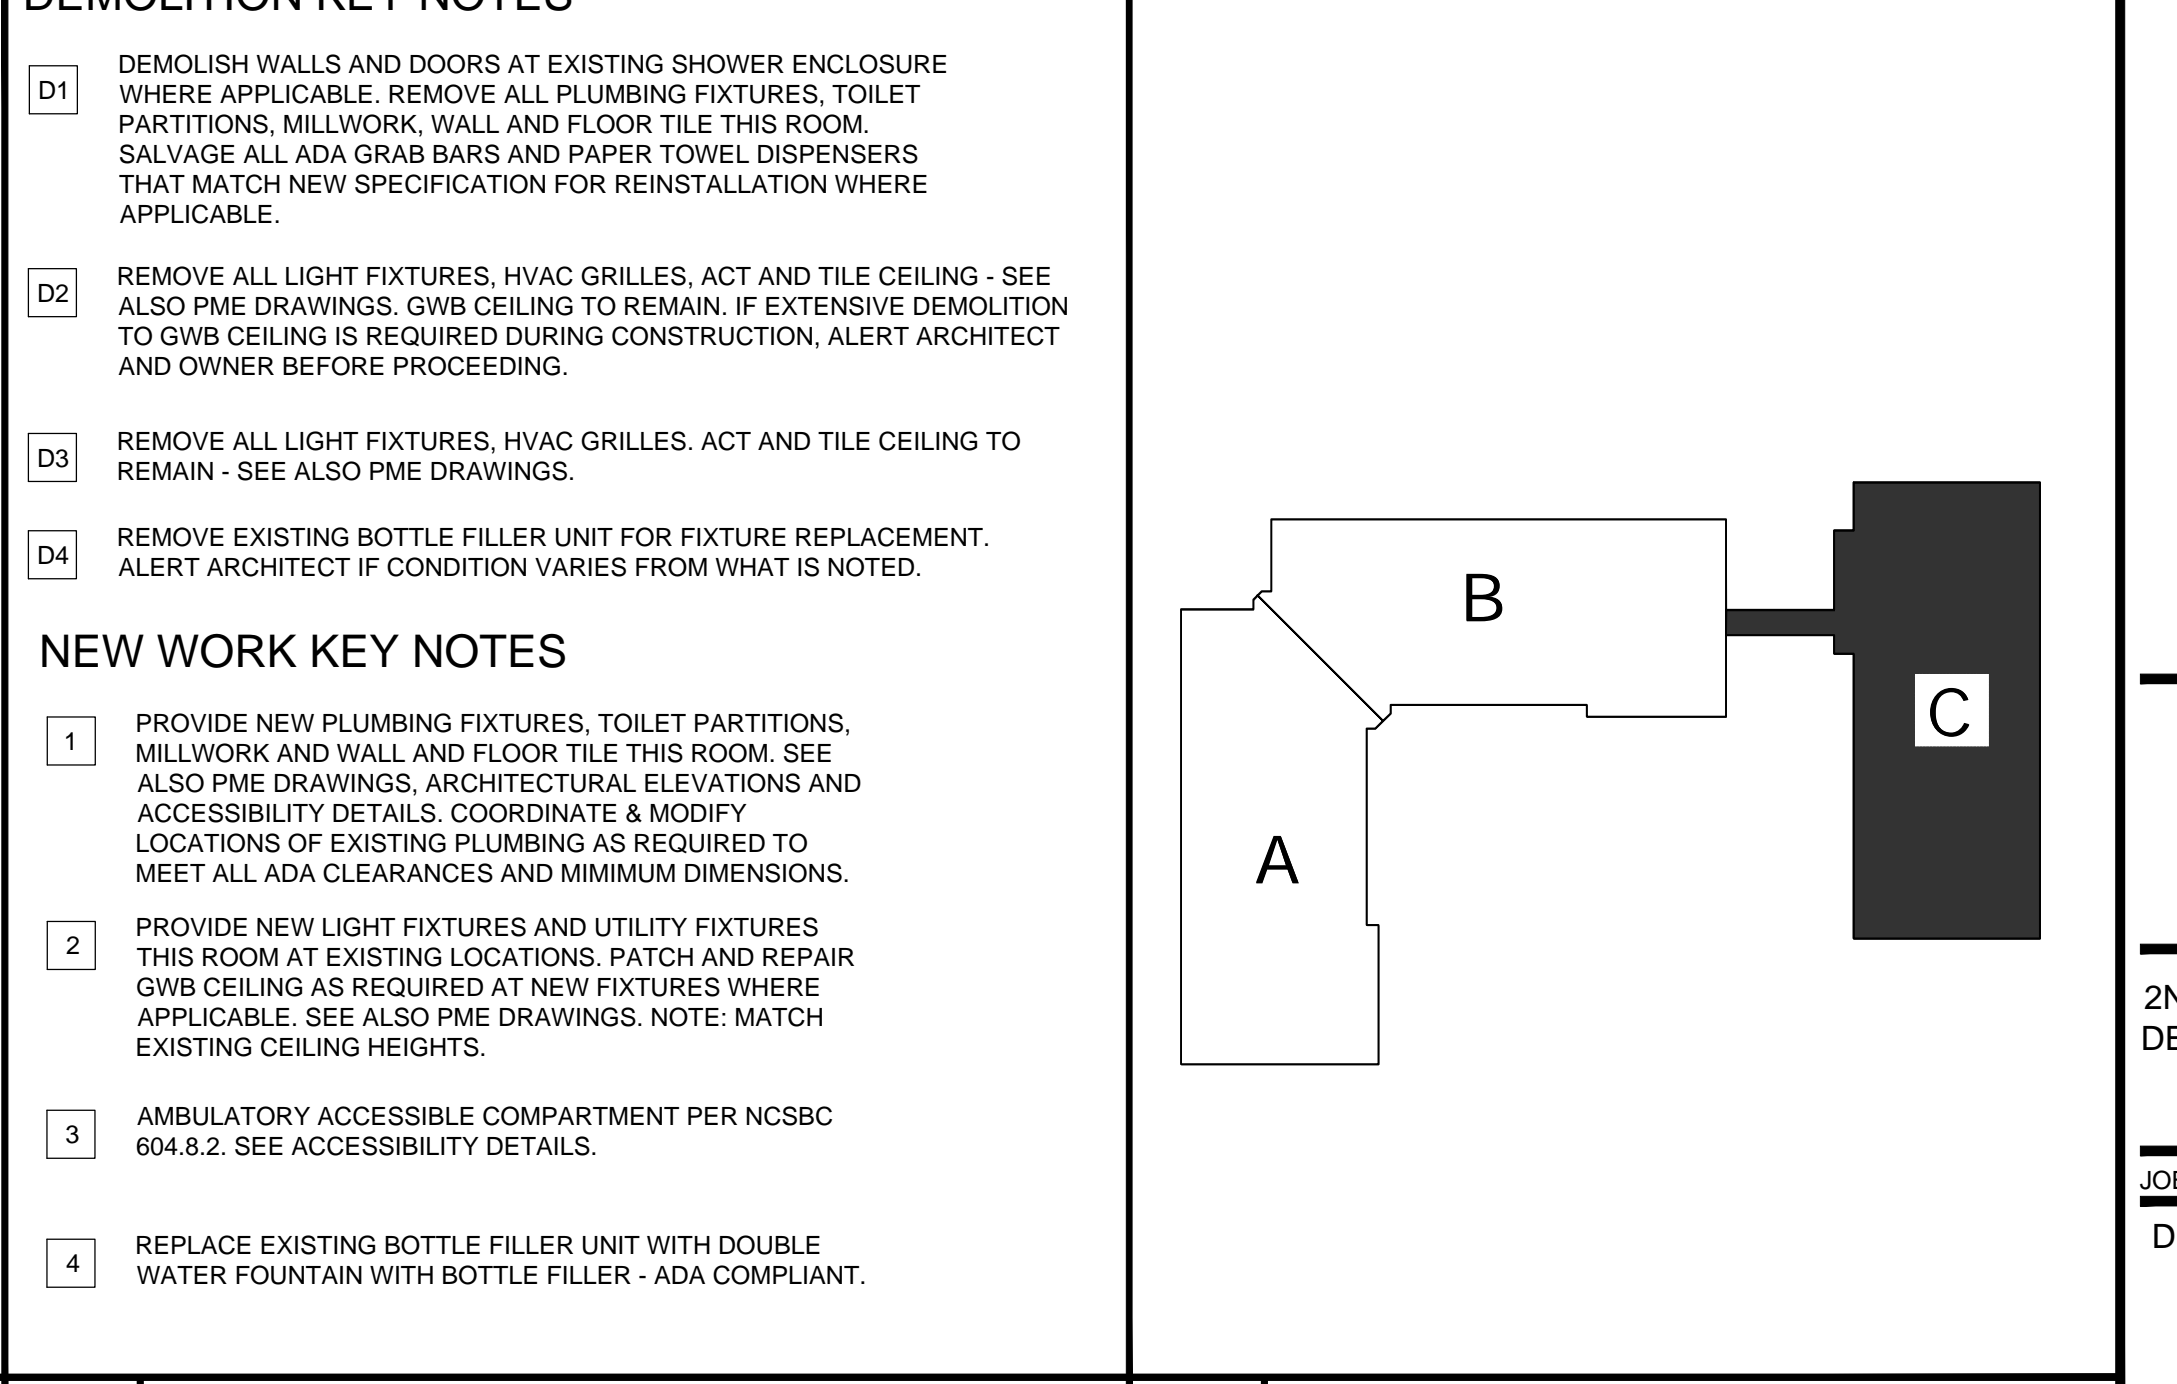 DEMOLITION KEY NOTES
D1
DEMOLISH WALLS AND DOORS AT EXISTING SHOWER ENCLOSURE
WHERE APPLICABLE. REMOVE ALL PLUMBING FIXTURES, TOILET
PARTITIONS, MILLWORK, WALL AND FLOOR TILE THIS ROOM.
SALVAGE ALL ADA GRAB BARS AND PAPER TOWEL DISPENSERS
THAT MATCH NEW SPECIFICATION FOR REINSTALLATION WHERE
APPLICABLE.
D2
REMOVE ALL LIGHT FIXTURES, HVAC GRILLES, ACT AND TILE CEILING - SEE
ALSO PME DRAWINGS. GWB CEILING TO REMAIN. IF EXTENSIVE DEMOLITION
TO GWB CEILING IS REQUIRED DURING CONSTRUCTION, ALERT ARCHITECT
AND OWNER BEFORE PROCEEDING.
D3
REMOVE ALL LIGHT FIXTURES, HVAC GRILLES. ACT AND TILE CEILING TO
REMAIN - SEE ALSO PME DRAWINGS.
D4
REMOVE EXISTING BOTTLE FILLER UNIT FOR FIXTURE REPLACEMENT.
ALERT ARCHITECT IF CONDITION VARIES FROM WHAT IS NOTED.
NEW WORK KEY NOTES
1
PROVIDE NEW PLUMBING FIXTURES, TOILET PARTITIONS,
MILLWORK AND WALL AND FLOOR TILE THIS ROOM. SEE
ALSO PME DRAWINGS, ARCHITECTURAL ELEVATIONS AND
ACCESSIBILITY DETAILS. COORDINATE & MODIFY
LOCATIONS OF EXISTING PLUMBING AS REQUIRED TO
MEET ALL ADA CLEARANCES AND MIMIMUM DIMENSIONS.
2
PROVIDE NEW LIGHT FIXTURES AND UTILITY FIXTURES
THIS ROOM AT EXISTING LOCATIONS. PATCH AND REPAIR
GWB CEILING AS REQUIRED AT NEW FIXTURES WHERE
APPLICABLE. SEE ALSO PME DRAWINGS. NOTE: MATCH
EXISTING CEILING HEIGHTS.
3
AMBULATORY ACCESSIBLE COMPARTMENT PER NCSBC
604.8.2. SEE ACCESSIBILITY DETAILS.
4
REPLACE EXISTING BOTTLE FILLER UNIT WITH DOUBLE
WATER FOUNTAIN WITH BOTTLE FILLER - ADA COMPLIANT.
B
C
A